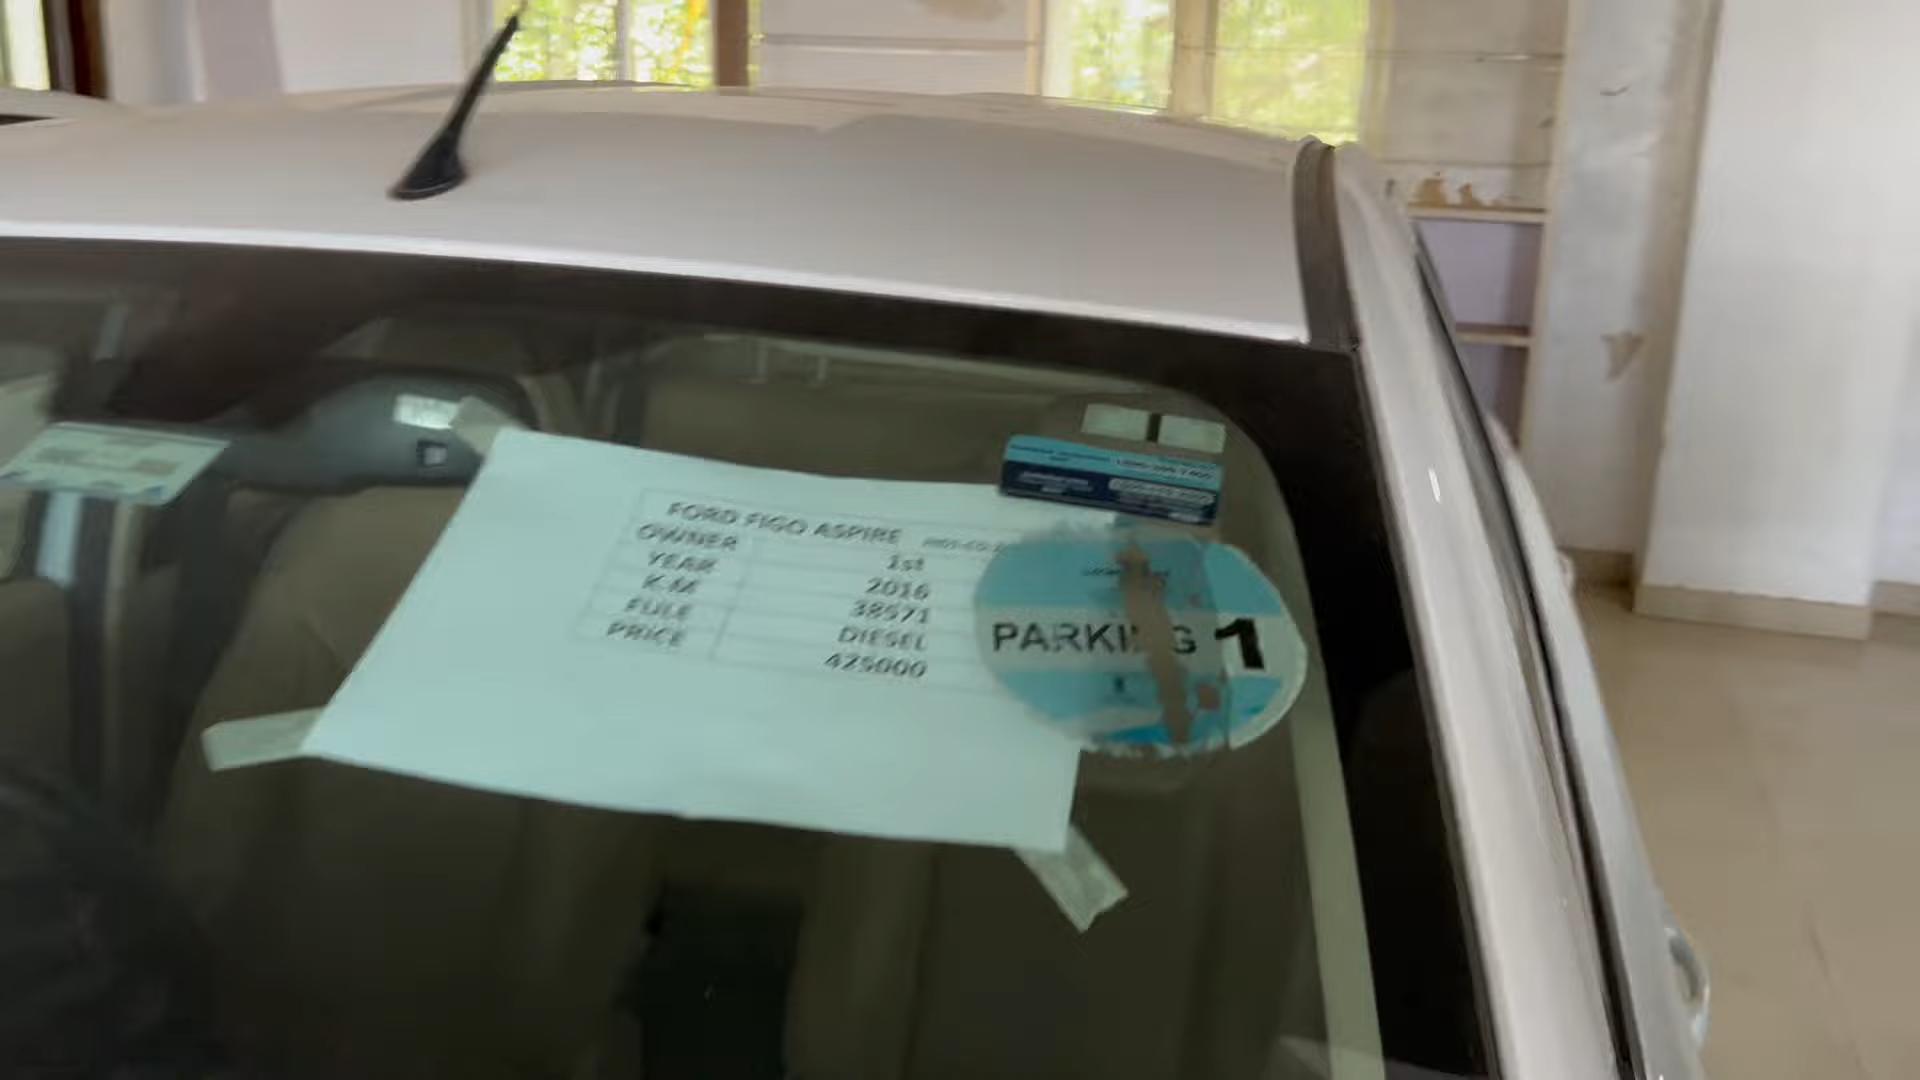 FORD FIGO ASPIRE
OWNER 1st
YEAR 2016
K.M 38571
FULE DIESEL
PRICE 425000
PARKING 1